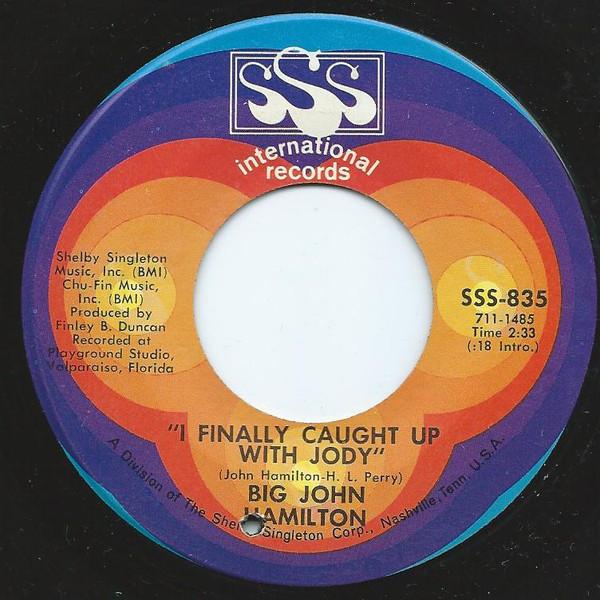 SSS
international
records
Shelby Singleton
Music, Inc. (BMI)
Chu-Fin Music,
Inc. (BMI)
Produced by
Finley B. Duncan
Recorded at
Playground Studio,
Valparaiso, Florida
SSS-835
711-1485
Time 2:33
(:18 Intro.)
"I FINALLY CAUGHT UP
WITH JODY"
(John Hamilton-H. L. Perry)
BIG JOHN
HAMILTON
A Division of The Shelby Singleton Corp., Nashville, Tenn. U.S.A.